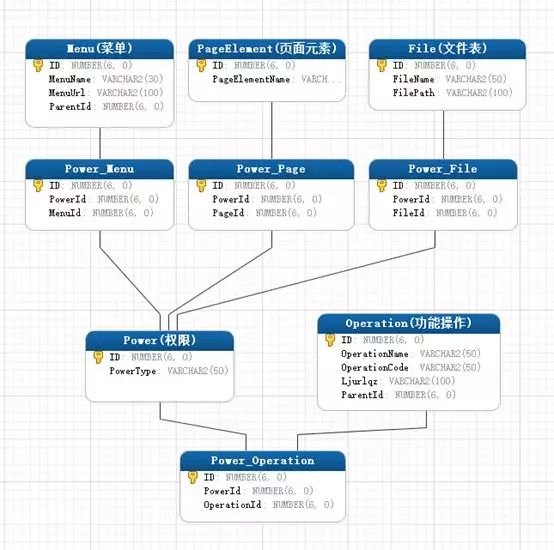 Menu(菜单)
ID: NUMBER(6, 0)
MenuName: VARCHAR2(30)
MenuUrl: VARCHAR2(100)
ParentId: NUMBER(6, 0)
PageElement(页面元素)
ID: NUMBER(6, 0)
PageElementName: VARCH...
File(文件表)
ID: NUMBER(6, 0)
FileName: VARCHAR2(50)
FilePath: VARCHAR2(100)
Power_Menu
ID: NUMBER(6, 0)
PowerId: NUMBER(6, 0)
MenuId: NUMBER(6, 0)
Power_Page
ID: NUMBER(6, 0)
PowerId: NUMBER(6, 0)
PageId: NUMBER(6, 0)
Power_File
ID: NUMBER(6, 0)
PowerId: NUMBER(6, 0)
FileId: NUMBER(6, 0)
Power(权限)
ID: NUMBER(6, 0)
PowerType: VARCHAR2(50)
Operation(功能操作)
ID: NUMBER(6, 0)
OperationName: VARCHAR2(50)
OperationCode: VARCHAR2(50)
Ljurlqz: VARCHAR2(100)
ParentId: NUMBER(6, 0)
Power_Operation
ID: NUMBER(6, 0)
PowerId: NUMBER(6, 0)
OperationId: NUMBER(6, 0)